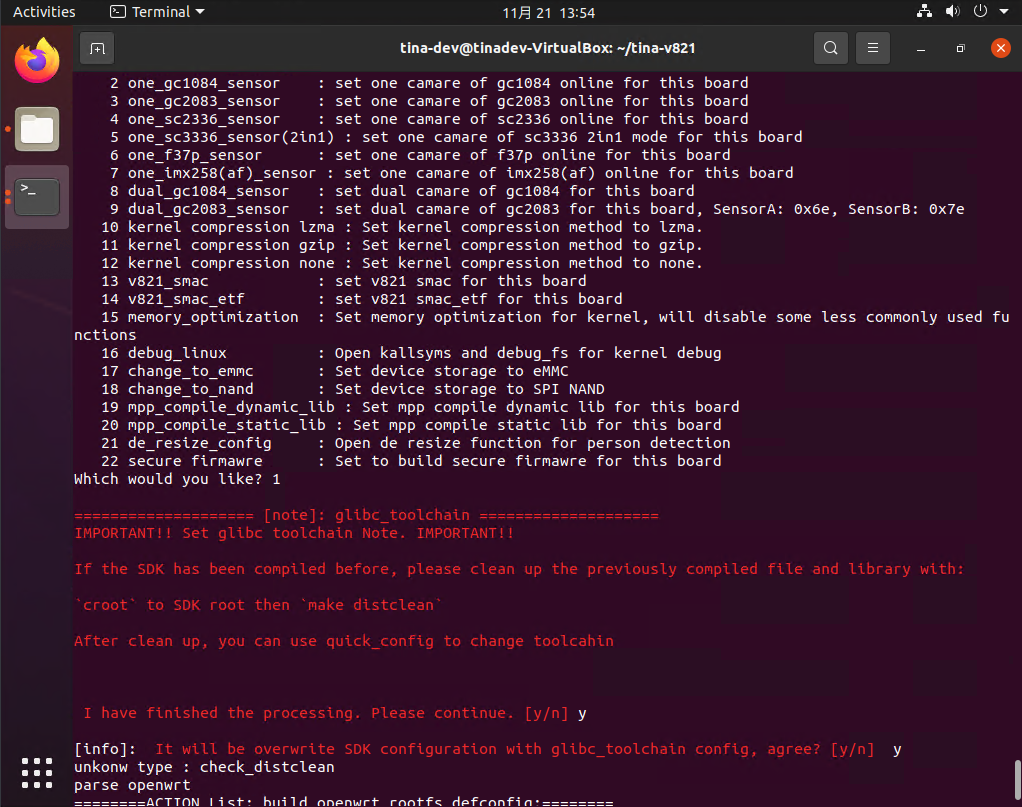 Activities
Terminal
11月 21 13:54
tina-dev@tinadev-VirtualBox: ~/tina-v821
2 one_gc1084_sensor : set one camare of gc1084 online for this board
3 one_gc2083_sensor : set one camare of gc2083 online for this board
4 one_sc2336_sensor : set one camare of sc2336 online for this board
5 one_sc3336_sensor(2in1) : set one camare of sc3336 2in1 mode for this board
6 one_f37p_sensor : set one camare of f37p online for this board
7 one_imx258(af)_sensor : set one camare of imx258(af) online for this board
8 dual_gc1084_sensor : set dual camare of gc1084 for this board
9 dual_gc2083_sensor : set dual camare of gc2083 for this board, SensorA: 0x6e, SensorB: 0x7e
10 kernel compression lzma : Set kernel compression method to lzma.
11 kernel compression gzip : Set kernel compression method to gzip.
12 kernel compression none : Set kernel compression method to none.
13 v821_smac : set v821 smac for this board
14 v821_smac_etf : set v821 smac_etf for this board
15 memory_optimization : Set memory optimization for kernel, will disable some less commonly used fu
nctions
16 debug_linux : Open kallsyms and debug_fs for kernel debug
17 change_to_emmc : Set device storage to eMMC
18 change_to_nand : Set device storage to SPI NAND
19 mpp_compile_dynamic_lib : Set mpp compile dynamic lib for this board
20 mpp_compile_static_lib : Set mpp compile static lib for this board
21 de_resize_config : Open de resize function for person detection
22 secure firmawre : Set to build secure firmawre for this board
Which would you like? 1
==================== [note]: glibc_toolchain ====================
IMPORTANT!! Set glibc toolchain Note. IMPORTANT!!
If the SDK has been compiled before, please clean up the previously compiled file and library with:
`croot` to SDK root then `make distclean`
After clean up, you can use quick_config to change toolcahin
I have finished the processing. Please continue. [y/n] y
[info]: It will be overwrite SDK configuration with glibc_toolchain config, agree? [y/n] y
unkonw type : check_distclean
parse openwrt
========ACTION List: build_openwrt_rootfs_defconfig;========